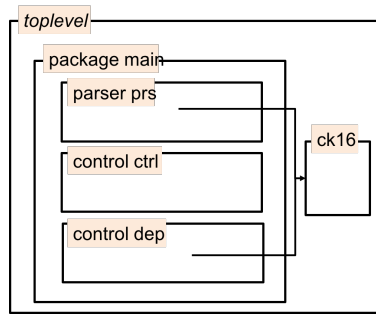 toplevel
package main
parser prs
ck16
control ctrl
control dep